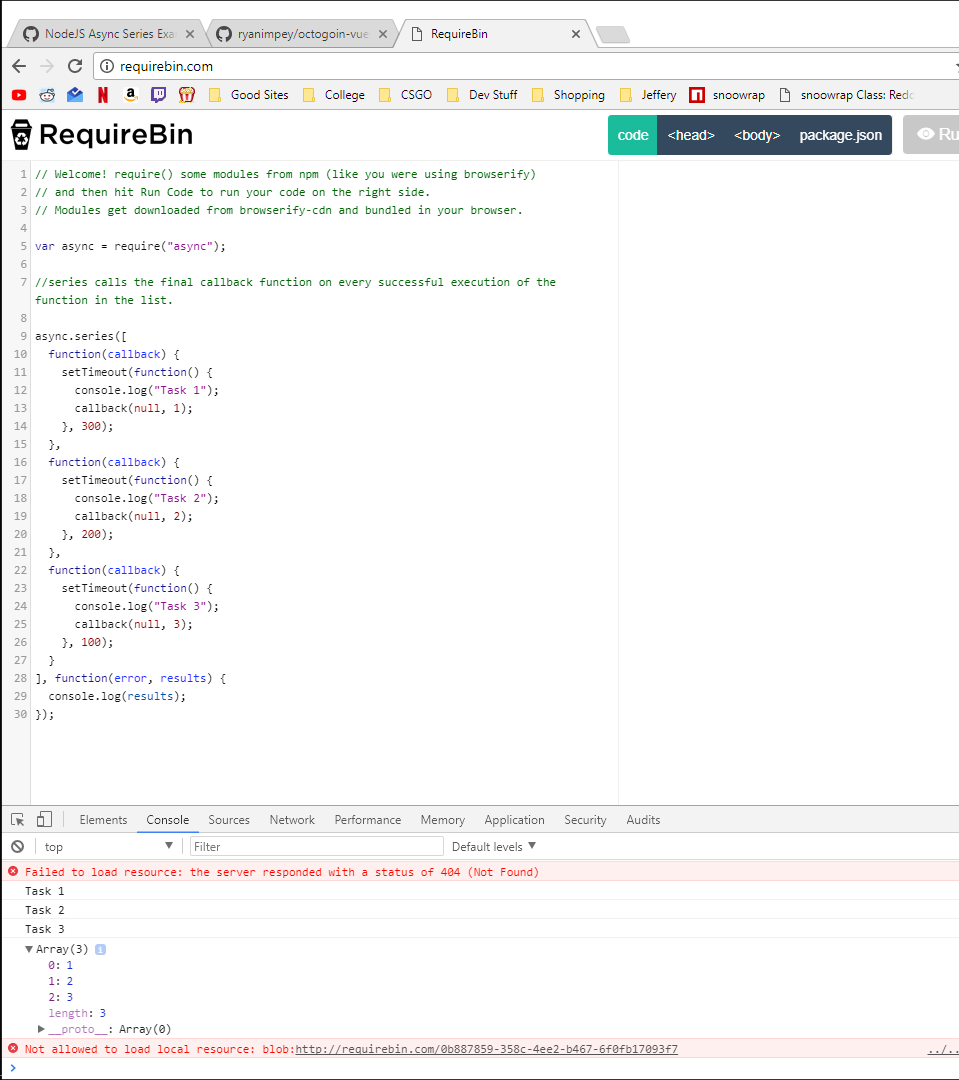 NodeJS Async Series Exa
ryanimpey/octogoin-vue
RequireBin
requirebin.com
Good Sites
College
CSGO
Dev Stuff
Shopping
Jeffery
snoowrap
snoowrap Class: Redd
RequireBin
code
<head>
<body>
package.json
Ru
1 // Welcome! require() some modules from npm (like you were using browserify)
2 // and then hit Run Code to run your code on the right side.
3 // Modules get downloaded from browserify-cdn and bundled in your browser.
4
5 var async = require("async");
6
7 //series calls the final callback function on every successful execution of the
function in the list.
8
9 async.series([
10 function(callback) {
11 setTimeout(function() {
12 console.log("Task 1");
13 callback(null, 1);
14 }, 300);
15 },
16 function(callback) {
17 setTimeout(function() {
18 console.log("Task 2");
19 callback(null, 2);
20 }, 200);
21 },
22 function(callback) {
23 setTimeout(function() {
24 console.log("Task 3");
25 callback(null, 3);
26 }, 100);
27 }
28 ], function(error, results) {
29 console.log(results);
30 });
Elements Console Sources Network Performance Memory Application Security Audits
top Filter Default levels
Failed to load resource: the server responded with a status of 404 (Not Found)
Task 1
Task 2
Task 3
Array(3)
0: 1
1: 2
2: 3
length: 3
__proto__: Array(0)
Not allowed to load local resource: blob:http://requirebin.com/0b887859-358c-4ee2-b467-6f0fb17093f7 ../..